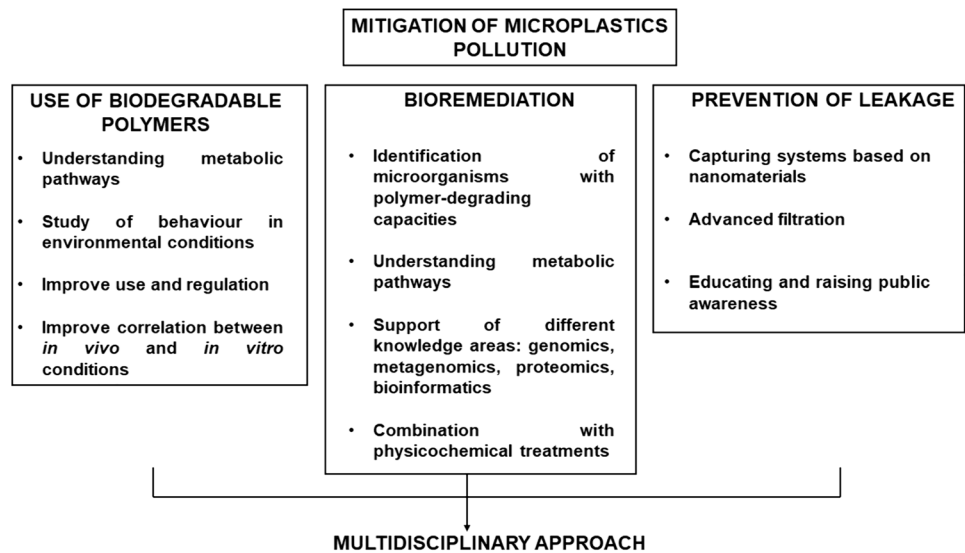 MITIGATION OF MICROPLASTICS
POLLUTION
USE OF BIODEGRADABLE
POLYMERS
• Understanding metabolic
pathways
• Study of behaviour in
environmental conditions
• Improve use and regulation
• Improve correlation between
in vivo and in vitro
conditions
BIOREMEDIATION
• Identification of
microorganisms with
polymer-degrading
capacities
• Understanding metabolic
pathways
• Support of different
knowledge areas: genomics,
metagenomics, proteomics,
bioinformatics
• Combination with
physicochemical treatments
PREVENTION OF LEAKAGE
• Capturing systems based on
nanomaterials
• Advanced filtration
• Educating and raising public
awareness
MULTIDISCIPLINARY APPROACH